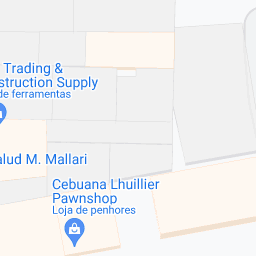 Trading &
struction Supply
de ferramentas
alud M. Mallari
Cebuana Lhuillier
Pawnshop
Loja de penhores